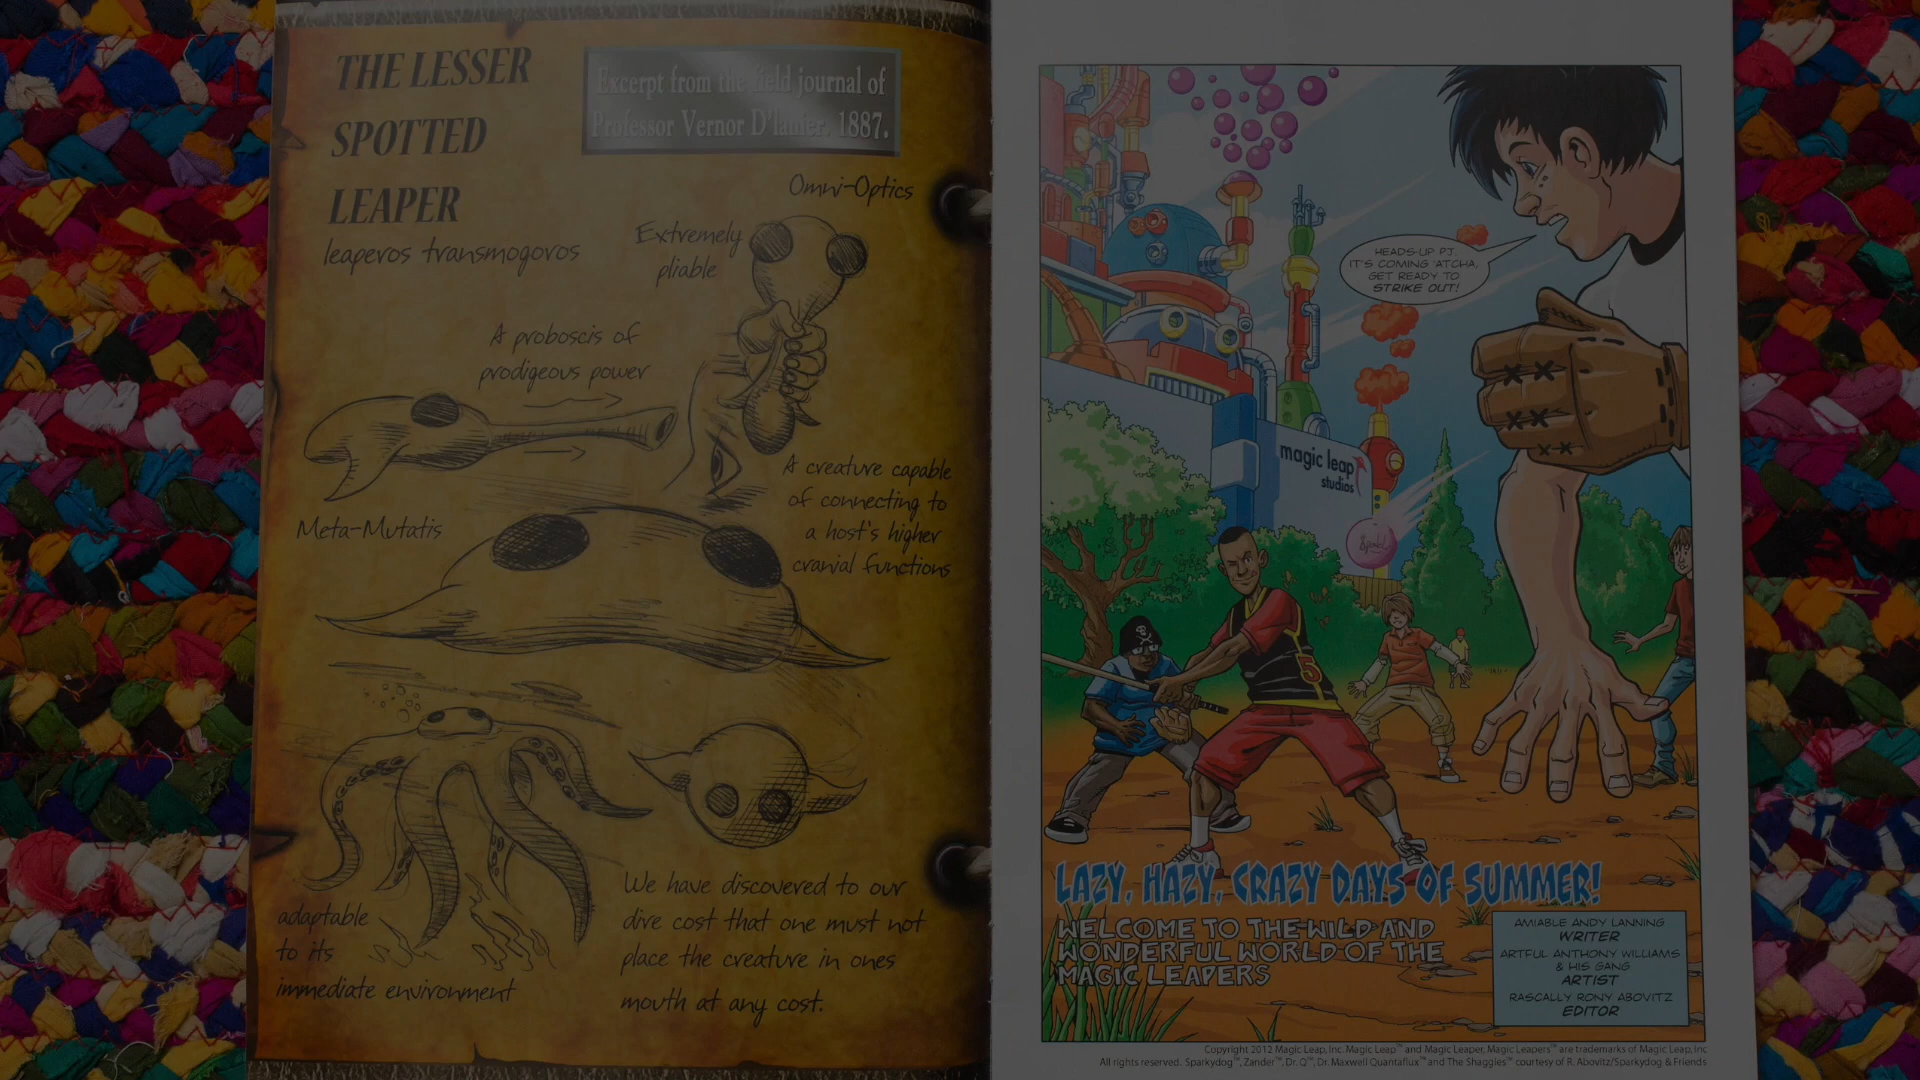 THE LESSER
SPOTTED
LEAPER
leaperos transmogoros
Excerpt from the field journal of
Professor Vernor D'lanier, 1887.
Omni-Optics
Extremely
pliable
A proboscis of
prodigeous power
A creature capable
of connecting to
a host's higher
cranial functions
Meta-Mutatis
adaptable
to its
immediate environment
We have discovered to our
dive cost that one must not
place the creature in ones
mouth at any cost.
HEADS-UP PJ,
IT'S COMING 'ATCHA,
GET READY TO
STRIKE OUT!
magic leap
studios
5
LAZY, HAZY, CRAZY DAYS OF SUMMER!
WELCOME TO THE WILD AND
WONDERFUL WORLD OF THE
MAGIC LEAPERS
AMIABLE ANDY LANNING
WRITER
ARTFUL ANTHONY WILLIAMS
& HIS GANG
ARTIST
RASCALLY RONY ABOVITZ
EDITOR
Copyright 2012 Magic Leap, Inc. Magic Leap™ and Magic Leaper, Magic Leapers™ are trademarks of Magic Leap, Inc
All rights reserved. Sparkydog™, Zander™, Dr. Q™, Dr. Maxwell Quantaflux™ and The Shaggles™ courtesy of R. Abovitz/Sparkydog & Friends